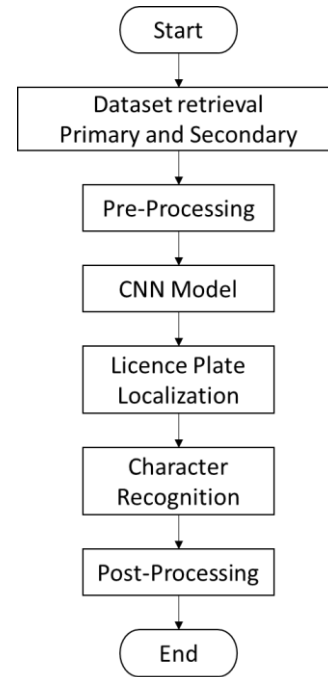 Start
Dataset retrieval
Primary and Secondary
Pre-Processing
CNN Model
Licence Plate
Localization
Character
Recognition
Post-Processing
End